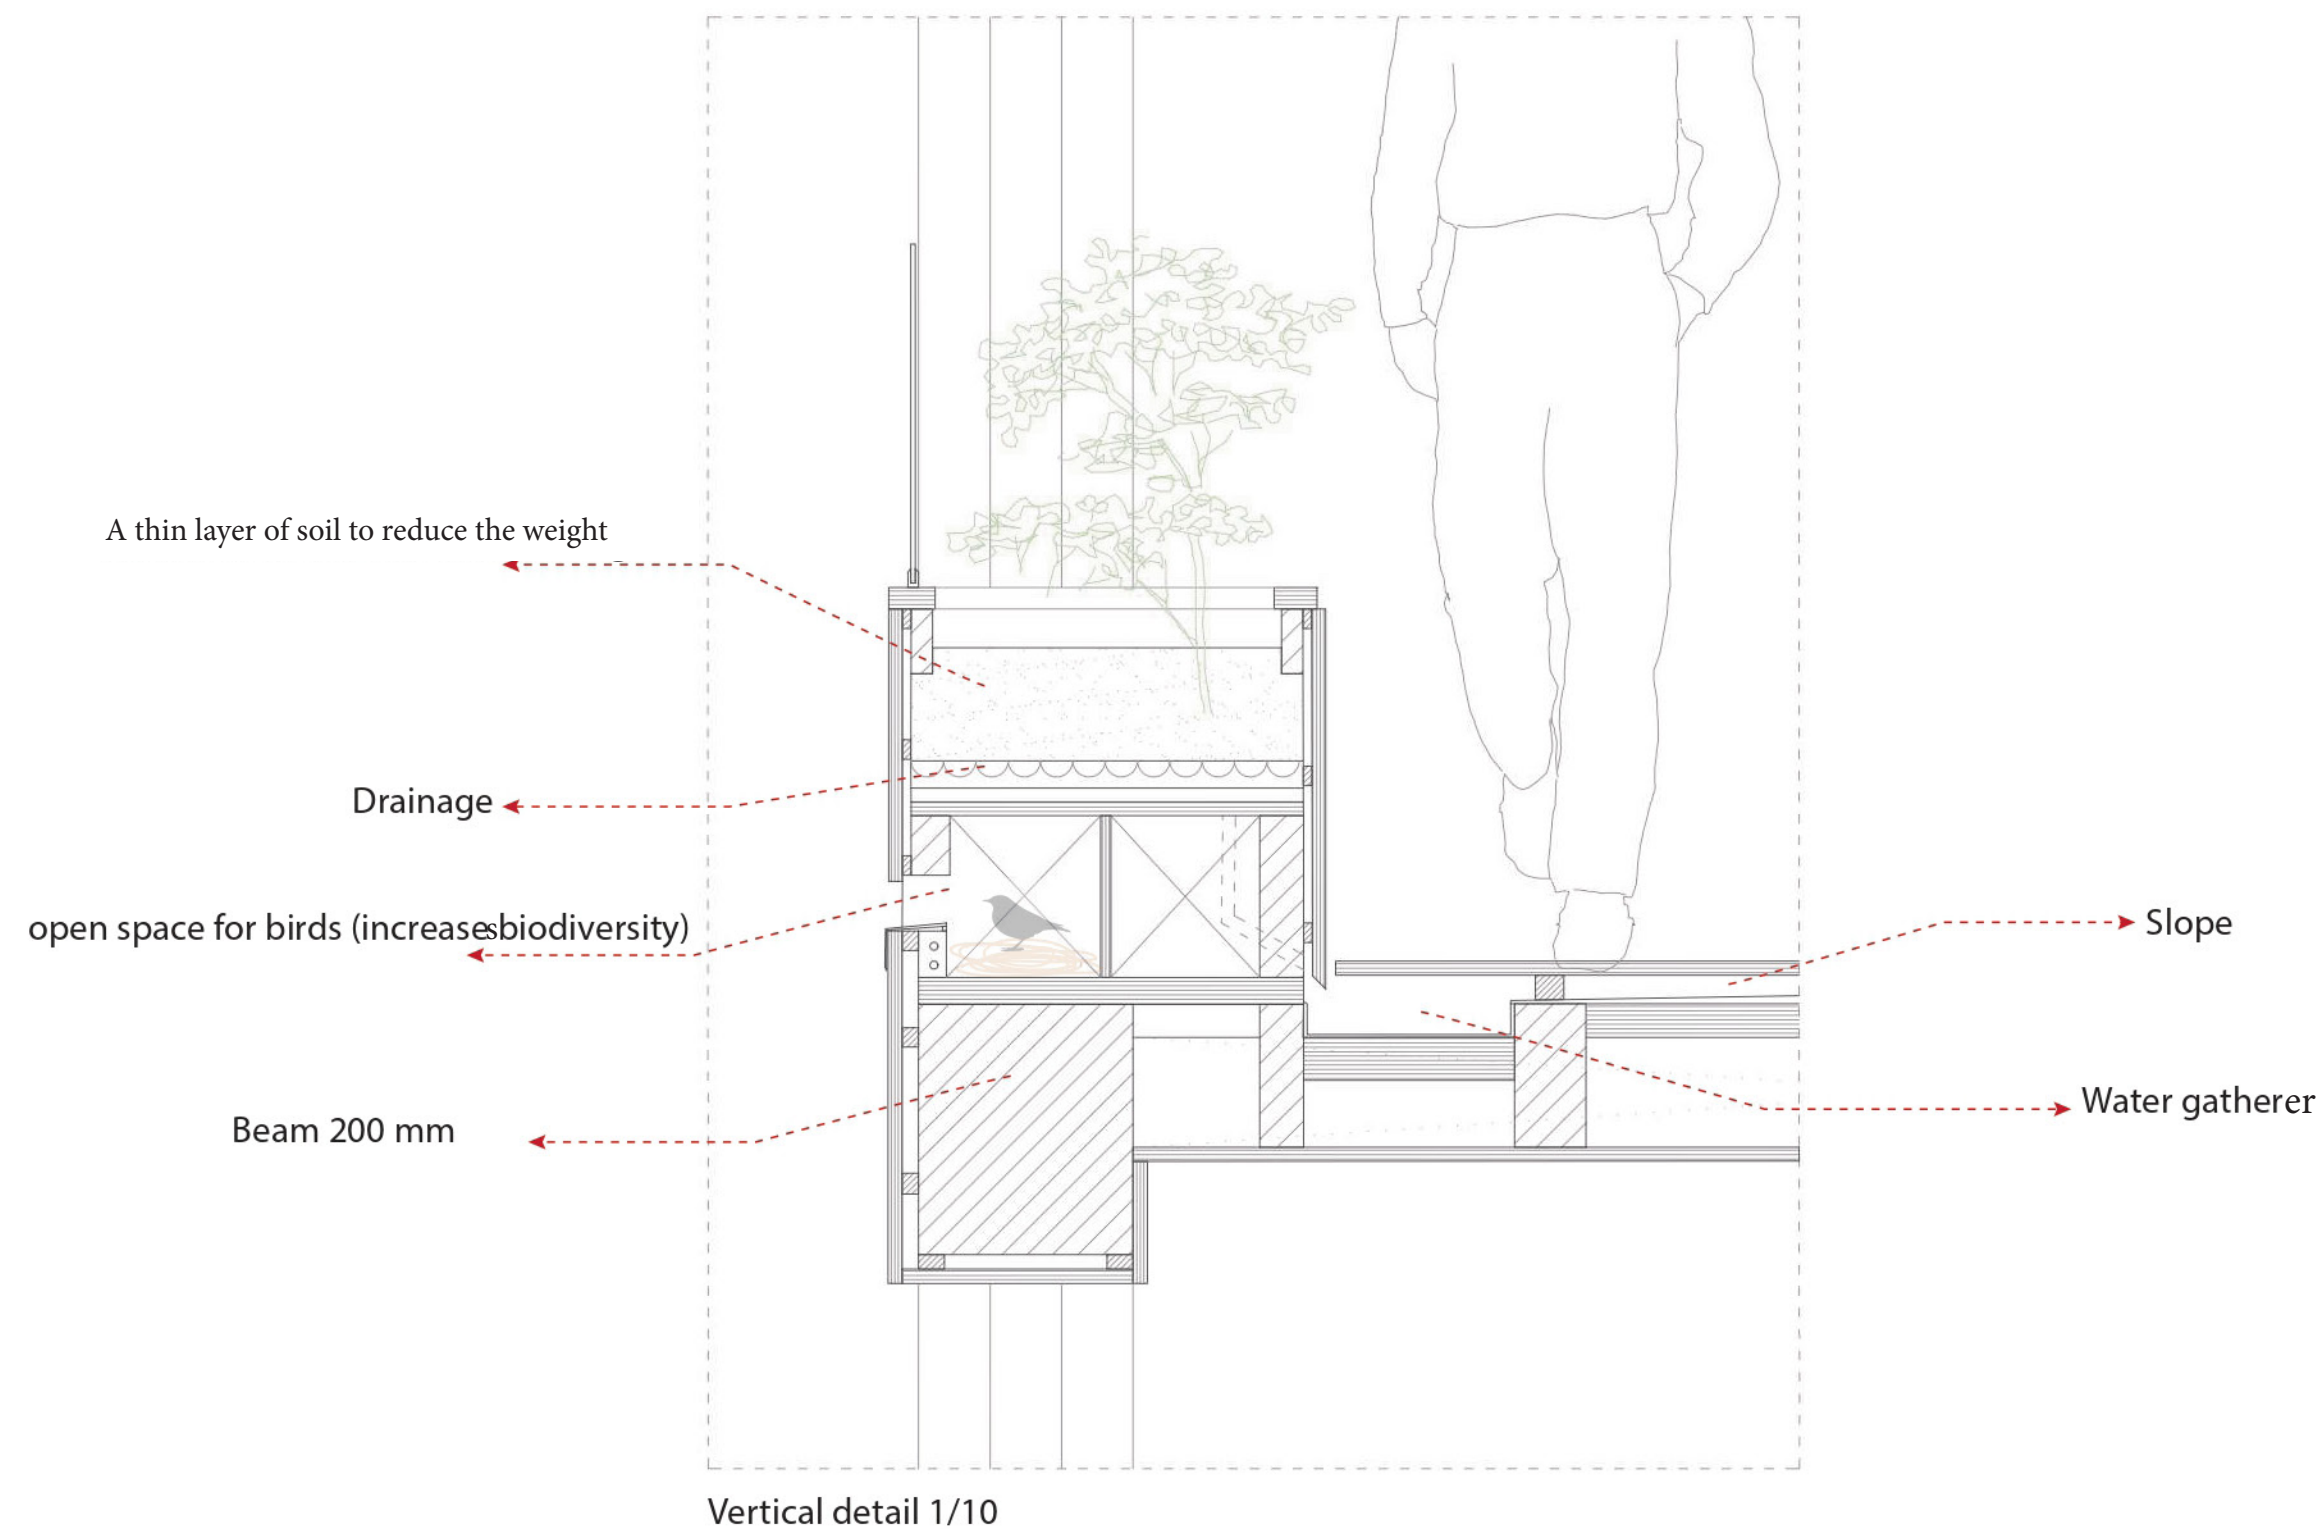 A thin layer of soil to reduce the weight
Drainage
open space for birds (increasesbiodiversity)
Slope
Water gatherer
Beam 200 mm
Vertical detail 1/10